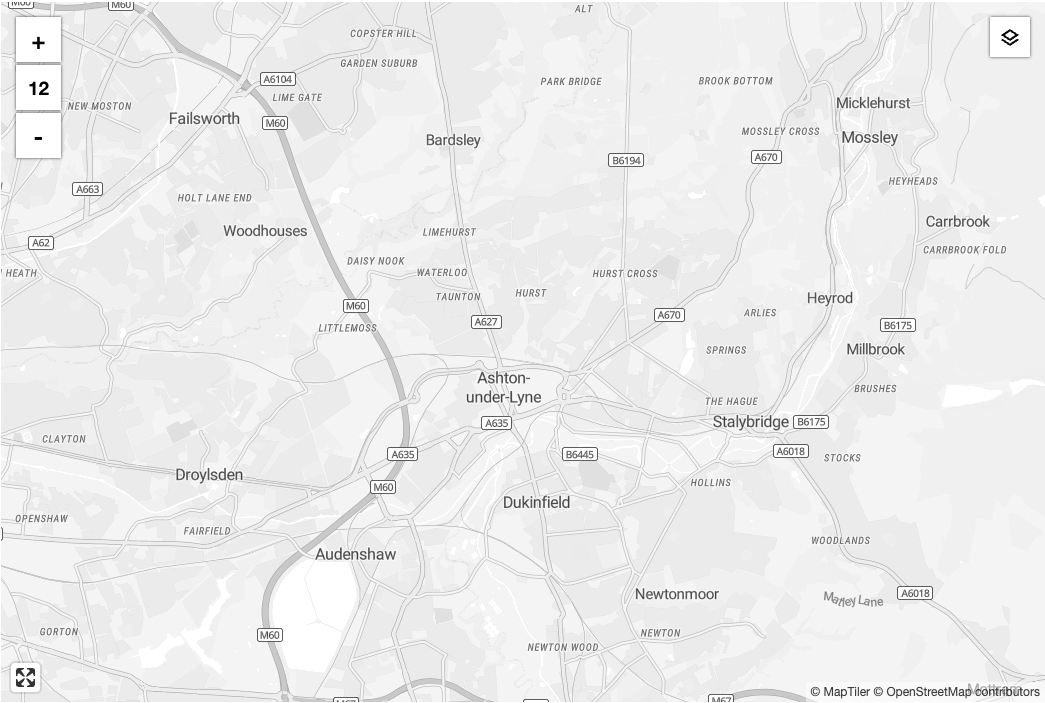 M60
M60
ALT
+
COPSTER HILL
GARDEN SUBURB
A6104
PARK BRIDGE
BROOK BOTTOM
12
LIME GATE
NEW MOSTON
Micklehurst
Failsworth
M60
MOSSLEY CROSS
Mossley
-
Bardsley
B6194
A670
HEYHEADS
A663
HOLT LANE END
Carrbrook
Woodhouses
LIMEHURST
A62
CARRBROOK FOLD
DAISY NOOK
HEATH
WATERLOO
HURST CROSS
TAUNTON
HURST
Heyrod
M60
ARLIES
A670
LITTLEMOSS
A627
B6175
SPRINGS
Millbrook
Ashton-
under-Lyne
BRUSHES
THE HAGUE
A635
Stalybridge
B6175
CLAYTON
A635
B6445
A6018
STOCKS
Droylsden
M60
HOLLINS
Dukinfield
OPENSHAW
FAIRFIELD
WOODLANDS
Audenshaw
Newtonmoor
Matley Lane
A6018
GORTON
M60
NEWTON
NEWTON WOOD
M67
M67
© MapTiler © OpenStreetMap contributors